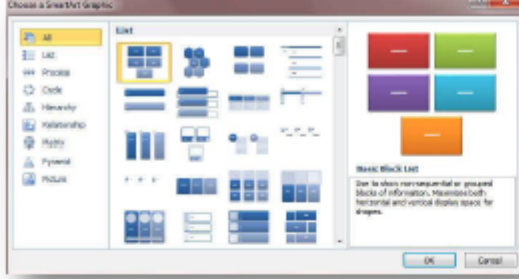 Choose a SmartArt Graphic
All
List
Process
Cycle
Hierarchy
Relationship
Matrix
Pyramid
Picture
List
Basic Block List
Use to show non-sequential or grouped
blocks of information. Maximizes both
horizontal and vertical display space for
shapes.
OK
Cancel